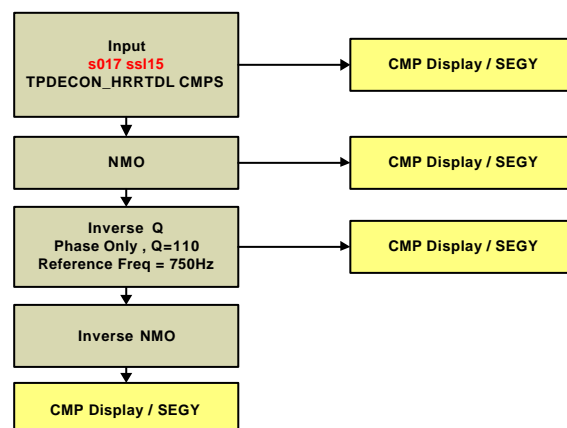 Input
s017 ssl15
TPDECON_HRRTDL CMPS
CMP Display / SEGY
NMO
CMP Display / SEGY
Inverse Q
Phase Only , Q=110
Reference Freq = 750Hz
CMP Display / SEGY
Inverse NMO
CMP Display / SEGY